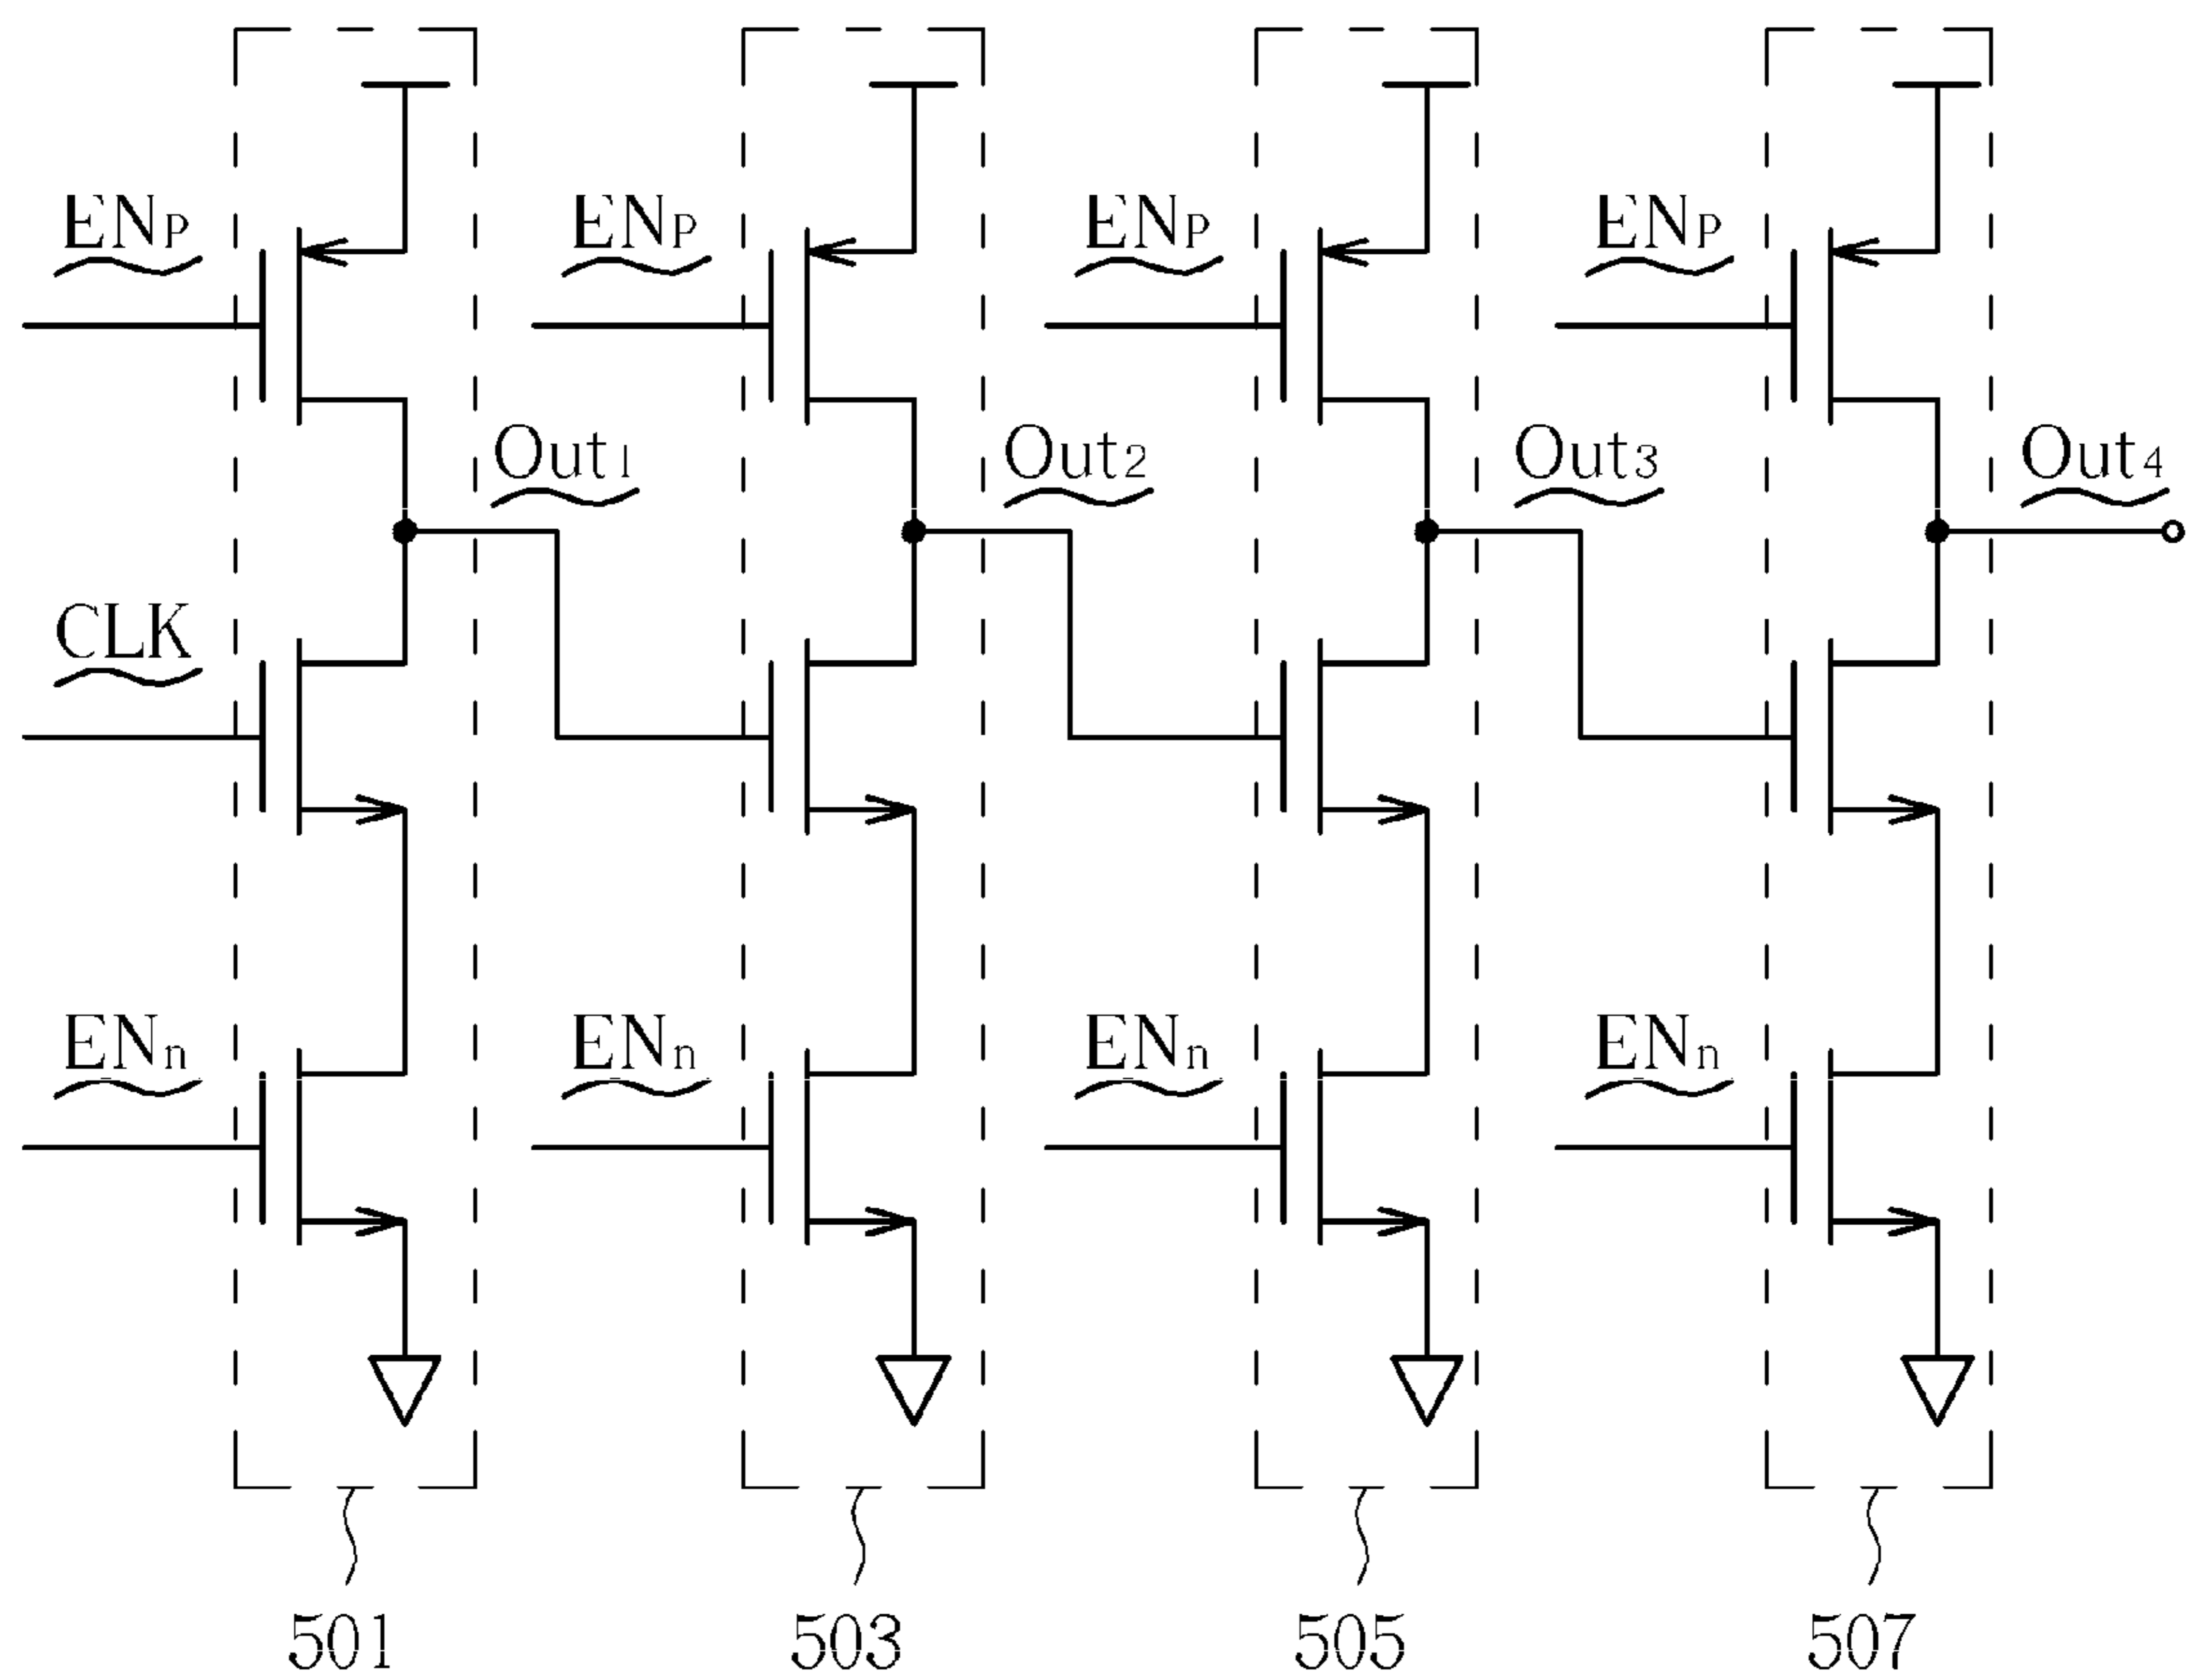 ENP ENP ENP ENP
Out1 Out2 Out3 Out4
CLK
ENn ENn ENn ENn
501 503 505 507